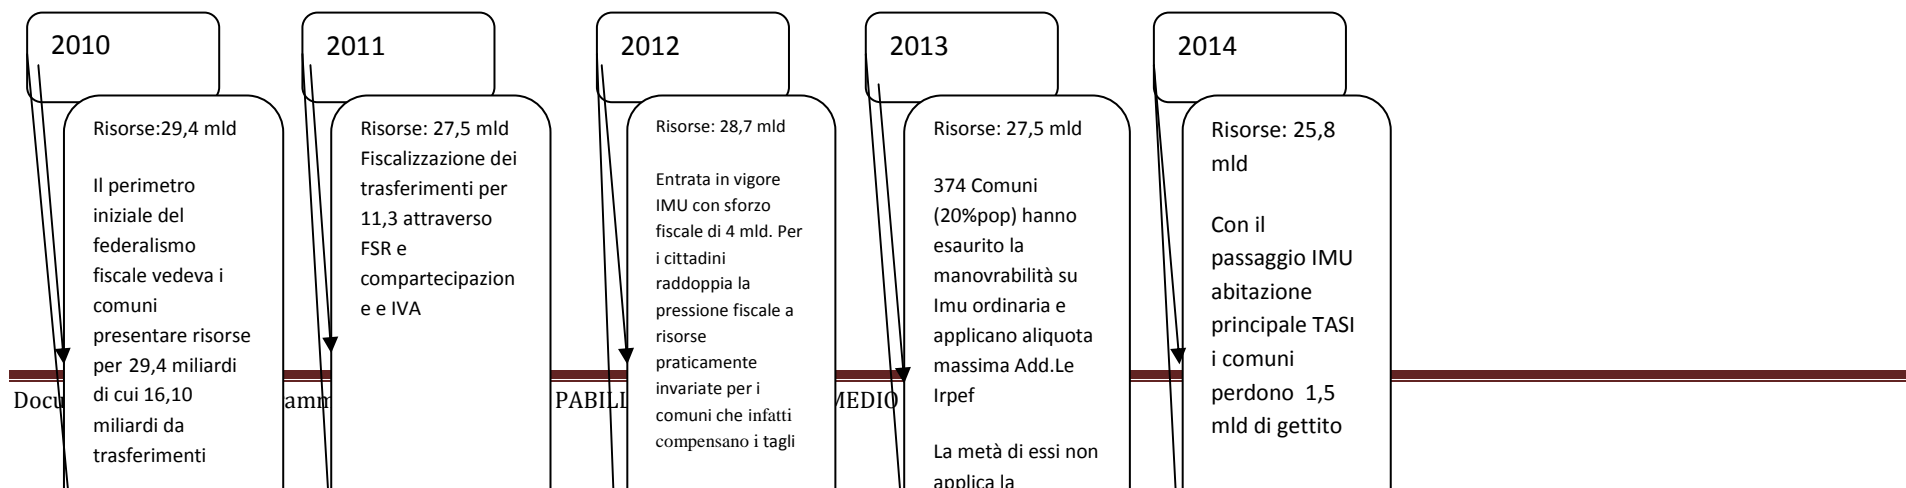 2010
Risorse:29,4 mld
Il perimetro
iniziale del
federalismo
fiscale vedeva i
comuni
presentare risorse
per 29,4 miliardi
di cui 16,10
miliardi da
trasferimenti
2011
Risorse: 27,5 mld
Fiscalizzazione dei
trasferimenti per
11,3 attraverso
FSR e
compartecipazion
e e IVA
2012
Risorse: 28,7 mld
Entrata in vigore
IMU con sforzo
fiscale di 4 mld. Per
i cittadini
raddoppia la
pressione fiscale a
risorse
praticamente
invariate per i
comuni che infatti
compensano i tagli
2013
Risorse: 27,5 mld
374 Comuni
(20%pop) hanno
esaurito la
manovrabilità su
Imu ordinaria e
applicano aliquota
massima Add.Le
Irpef
La metà di essi non
applica la
2014
Risorse: 25,8
mld
Con il
passaggio IMU
abitazione
principale TASI
i comuni
perdono 1,5
mld di gettito